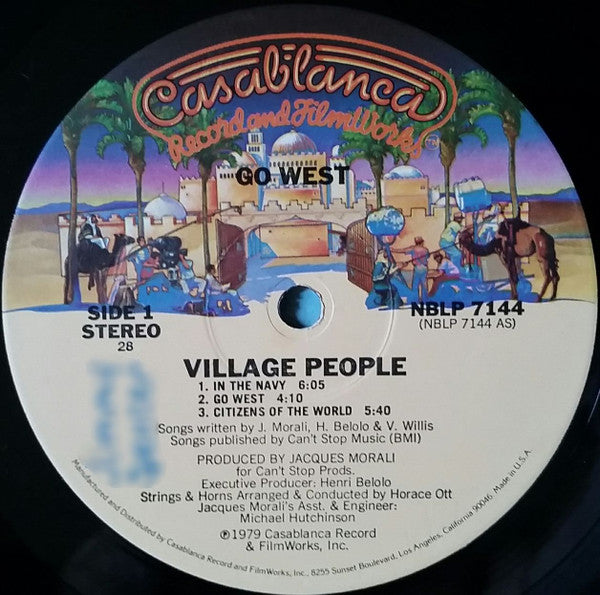 Casablanca
Record and FilmWorks
GO WEST
SIDE 1
STEREO
28
NBLP 7144
(NBLP 7144 AS)
VILLAGE PEOPLE
1. IN THE NAVY 6:05
2. GO WEST 4:10
3. CITIZENS OF THE WORLD 5:40
Songs written by J. Morali, H. Belolo & V. Willis
Songs published by Can't Stop Music (BMI)
PRODUCED BY JACQUES MORALI
for Can't Stop Prods.
Executive Producer: Henri Belolo
Strings & Horns Arranged & Conducted by Horace Ott
Jacques Morali's Asst. & Engineer:
Michael Hutchinson
℗1979 Casablanca Record
& FilmWorks, Inc.
Manufactured and Distributed by Casablanca Record and FilmWorks, Inc., 8255 Sunset Boulevard, Los Angeles, California 90046. Made in U.S.A.